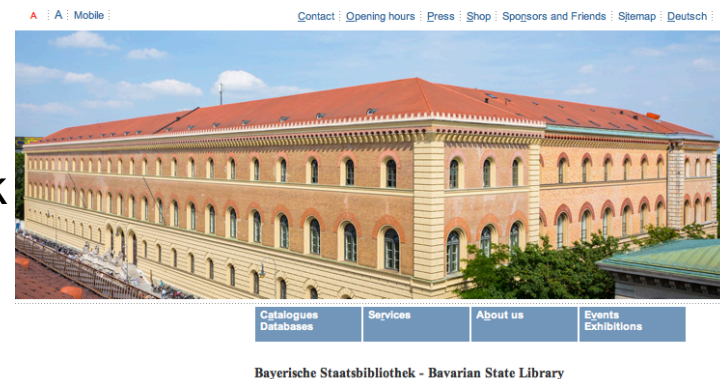 A A Mobile Contact Opening hours Press Shop Sponsors and Friends Sitemap Deutsch
Catalogues Services About us Events
Databases Exhibitions
Bayerische Staatsbibliothek - Bavarian State Library